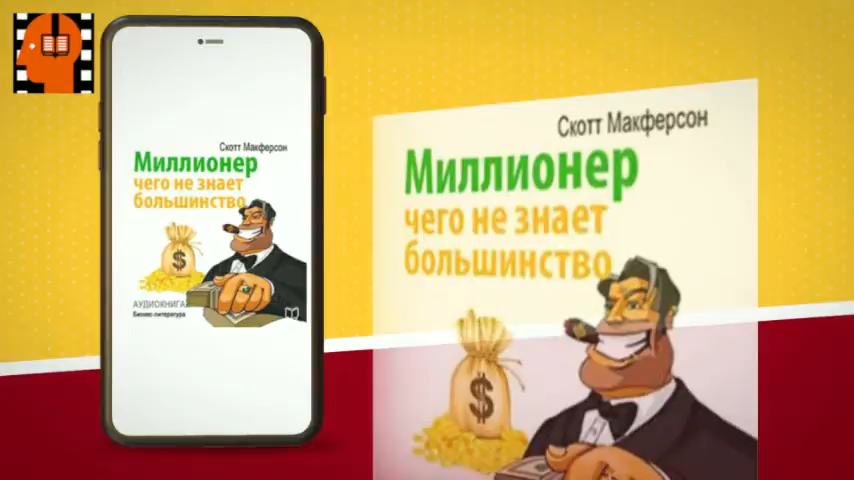 Скотт Макферсон
Миллионер
чего не знает
большинство
$
АУДИОКНИГА
Бизнес-литература
Скотт Макферсон
Миллионер
чего не знает
большинство
$